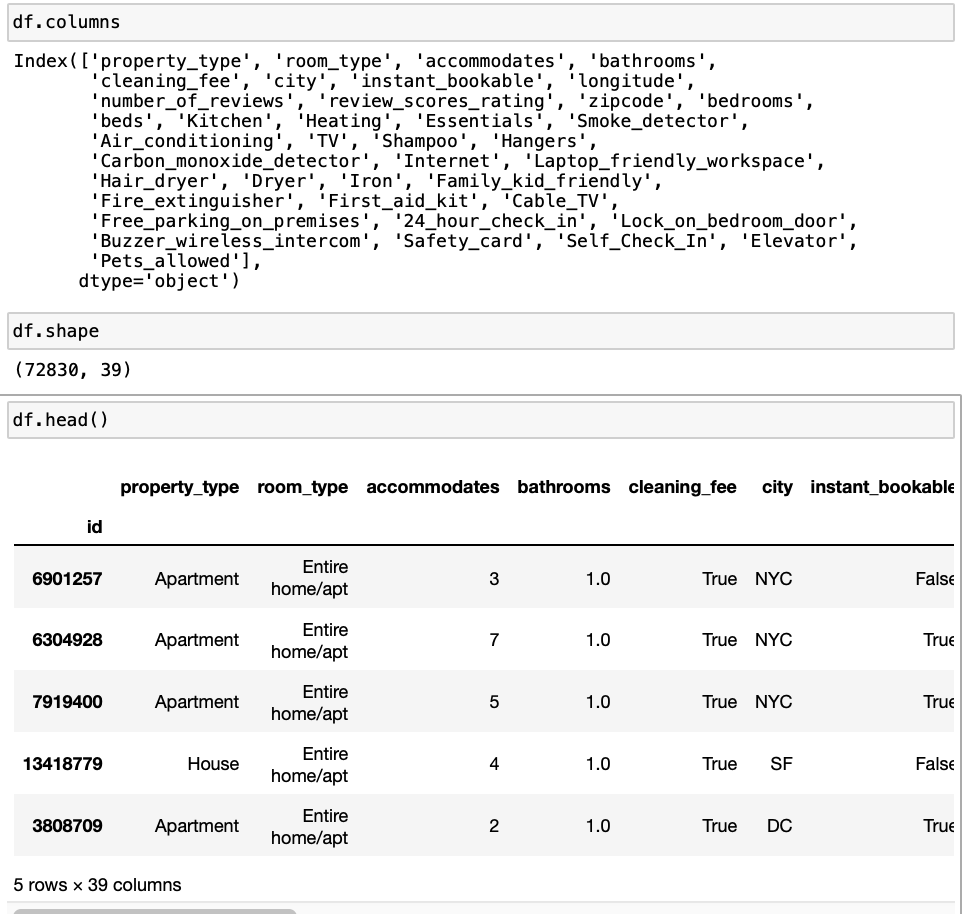 df.columns
Index(['property_type', 'room_type', 'accommodates', 'bathrooms',
'cleaning_fee', 'city', 'instant_bookable', 'longitude',
'number_of_reviews', 'review_scores_rating', 'zipcode', 'bedrooms',
'beds', 'Kitchen', 'Heating', 'Essentials', 'Smoke_detector',
'Air_conditioning', 'TV', 'Shampoo', 'Hangers',
'Carbon_monoxide_detector', 'Internet', 'Laptop_friendly_workspace',
'Hair_dryer', 'Dryer', 'Iron', 'Family_kid_friendly',
'Fire_extinguisher', 'First_aid_kit', 'Cable_TV',
'Free_parking_on_premises', '24_hour_check_in', 'Lock_on_bedroom_door',
'Buzzer_wireless_intercom', 'Safety_card', 'Self_Check_In', 'Elevator',
'Pets_allowed'],
dtype='object')
df.shape
(72830, 39)
df.head()
property_type room_type accommodates bathrooms cleaning_fee city instant_bookable
id
6901257 Apartment Entire home/apt 3 1.0 True NYC False
6304928 Apartment Entire home/apt 7 1.0 True NYC True
7919400 Apartment Entire home/apt 5 1.0 True NYC True
13418779 House Entire home/apt 4 1.0 True SF False
3808709 Apartment Entire home/apt 2 1.0 True DC True
5 rows × 39 columns